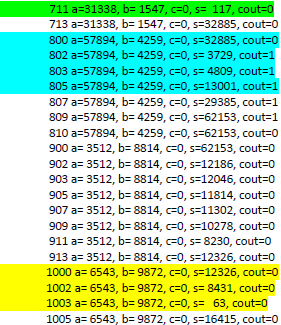 711 a=31338, b= 1547, c=0, s=  117, cout=0
713 a=31338, b= 1547, c=0, s=32885, cout=0
800 a=57894, b= 4259, c=0, s=32885, cout=0
802 a=57894, b= 4259, c=0, s= 3729, cout=1
803 a=57894, b= 4259, c=0, s= 4809, cout=1
805 a=57894, b= 4259, c=0, s=13001, cout=1
807 a=57894, b= 4259, c=0, s=29385, cout=1
809 a=57894, b= 4259, c=0, s=62153, cout=1
810 a=57894, b= 4259, c=0, s=62153, cout=0
900 a= 3512, b= 8814, c=0, s=62153, cout=0
902 a= 3512, b= 8814, c=0, s=12186, cout=0
903 a= 3512, b= 8814, c=0, s=12046, cout=0
905 a= 3512, b= 8814, c=0, s=11814, cout=0
907 a= 3512, b= 8814, c=0, s=11302, cout=0
909 a= 3512, b= 8814, c=0, s=10278, cout=0
911 a= 3512, b= 8814, c=0, s= 8230, cout=0
913 a= 3512, b= 8814, c=0, s=12326, cout=0
1000 a= 6543, b= 9872, c=0, s=12326, cout=0
1002 a= 6543, b= 9872, c=0, s= 8431, cout=0
1003 a= 6543, b= 9872, c=0, s=   63, cout=0
1005 a= 6543, b= 9872, c=0, s=16415, cout=0